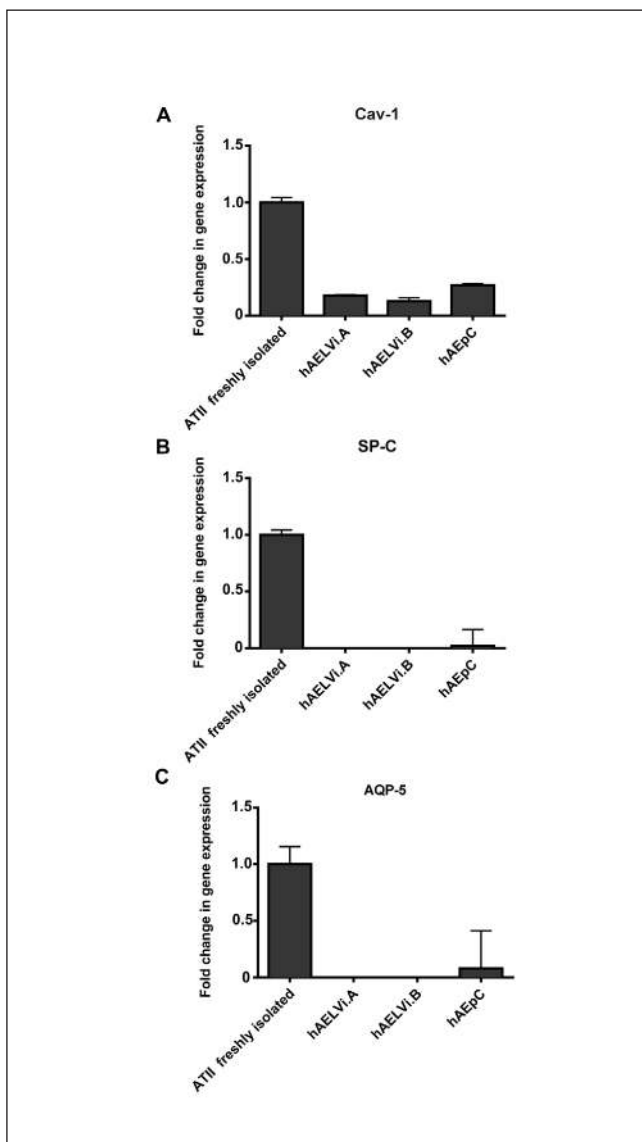 A
Cav-1
Fold change in gene expression
1.5
1.0
0.5
0
ATII freshly isolated
hAELVi.A
hAELVi.B
hAEpC
B
SP-C
Fold change in gene expression
1.5
1.0
0.5
0
ATII freshly isolated
hAELVi.A
hAELVi.B
hAEpC
C
AQP-5
Fold change in gene expression
1.5
1.0
0.5
0
ATII freshly isolated
hAELVi.A
hAELVi.B
hAEpC